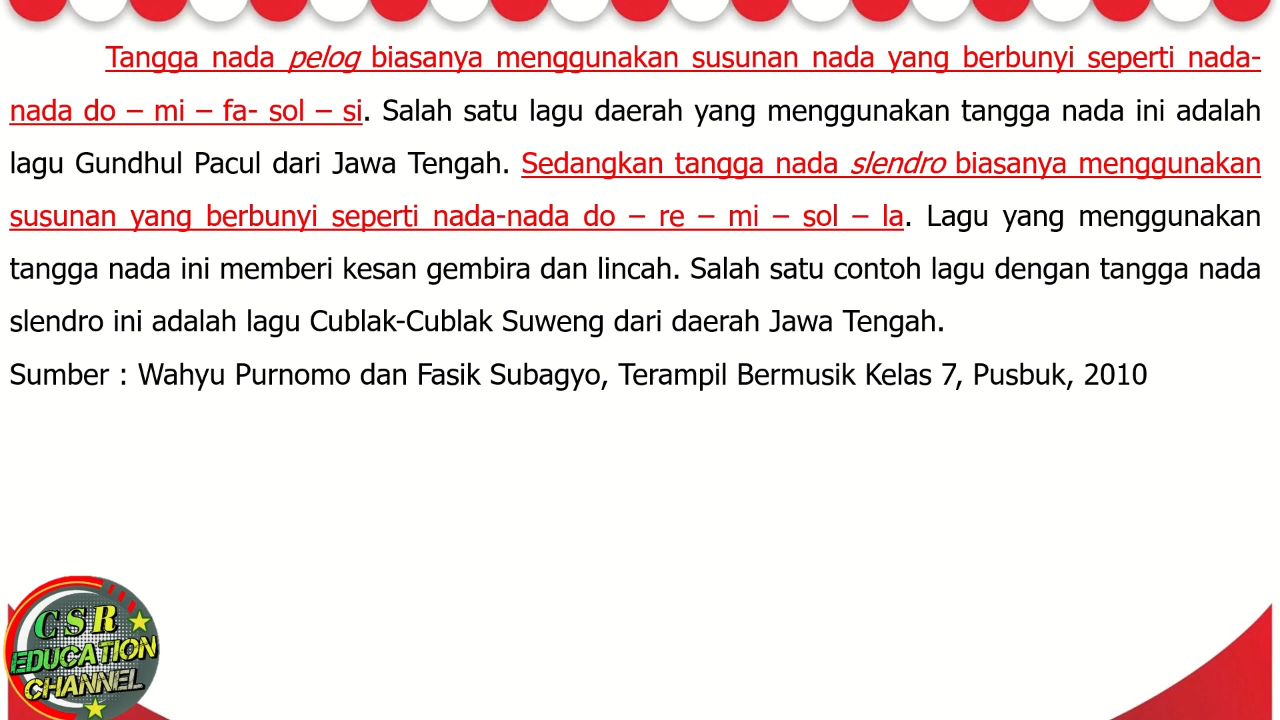 Tangga nada pelog biasanya menggunakan susunan nada yang berbunyi seperti nada-
nada do – mi – fa- sol – si. Salah satu lagu daerah yang menggunakan tangga nada ini adalah
lagu Gundhul Pacul dari Jawa Tengah. Sedangkan tangga nada slendro biasanya menggunakan
susunan yang berbunyi seperti nada-nada do – re – mi – sol – la. Lagu yang menggunakan
tangga nada ini memberi kesan gembira dan lincah. Salah satu contoh lagu dengan tangga nada
slendro ini adalah lagu Cublak-Cublak Suweng dari daerah Jawa Tengah.
Sumber : Wahyu Purnomo dan Fasik Subagyo, Terampil Bermusik Kelas 7, Pusbuk, 2010
CSR
EDUCATION
CHANNEL